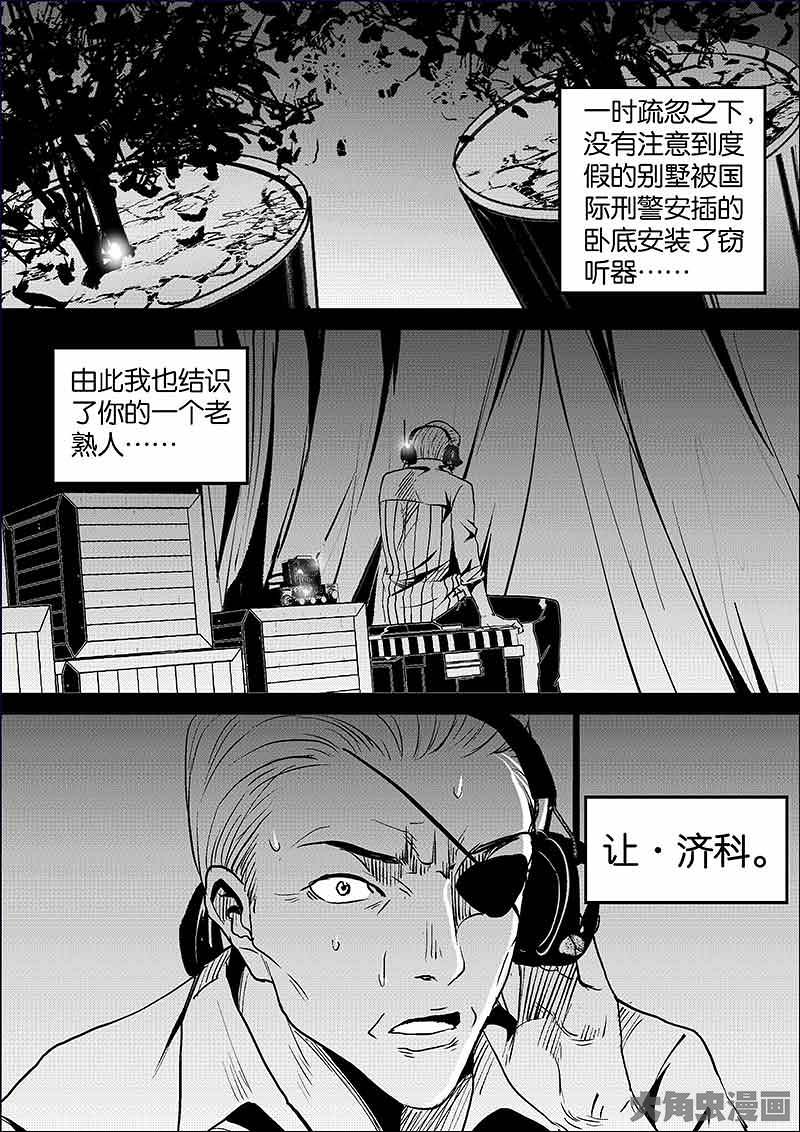 一时疏忽之下，
没有注意到度
假的别墅被国
际刑警安插的
卧底安装了窃
听器……
由此我也结识
了你的一个老
熟人……
让·济科。
大角虫漫画